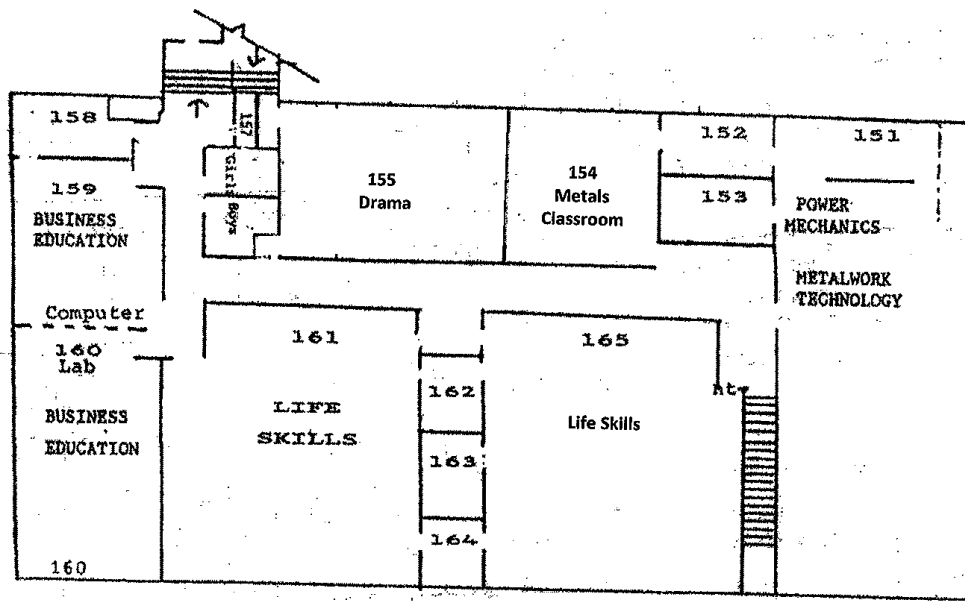 158
157
Girls
Boys
152
151
159
BUSINESS
EDUCATION
155
Drama
154
Metals
Classroom
153
POWER
MECHANICS
METALWORK
TECHNOLOGY
Computer
160
Lab
161
165
162
LIFE
SKILLS
Life Skills
BUSINESS
EDUCATION
163
164
160